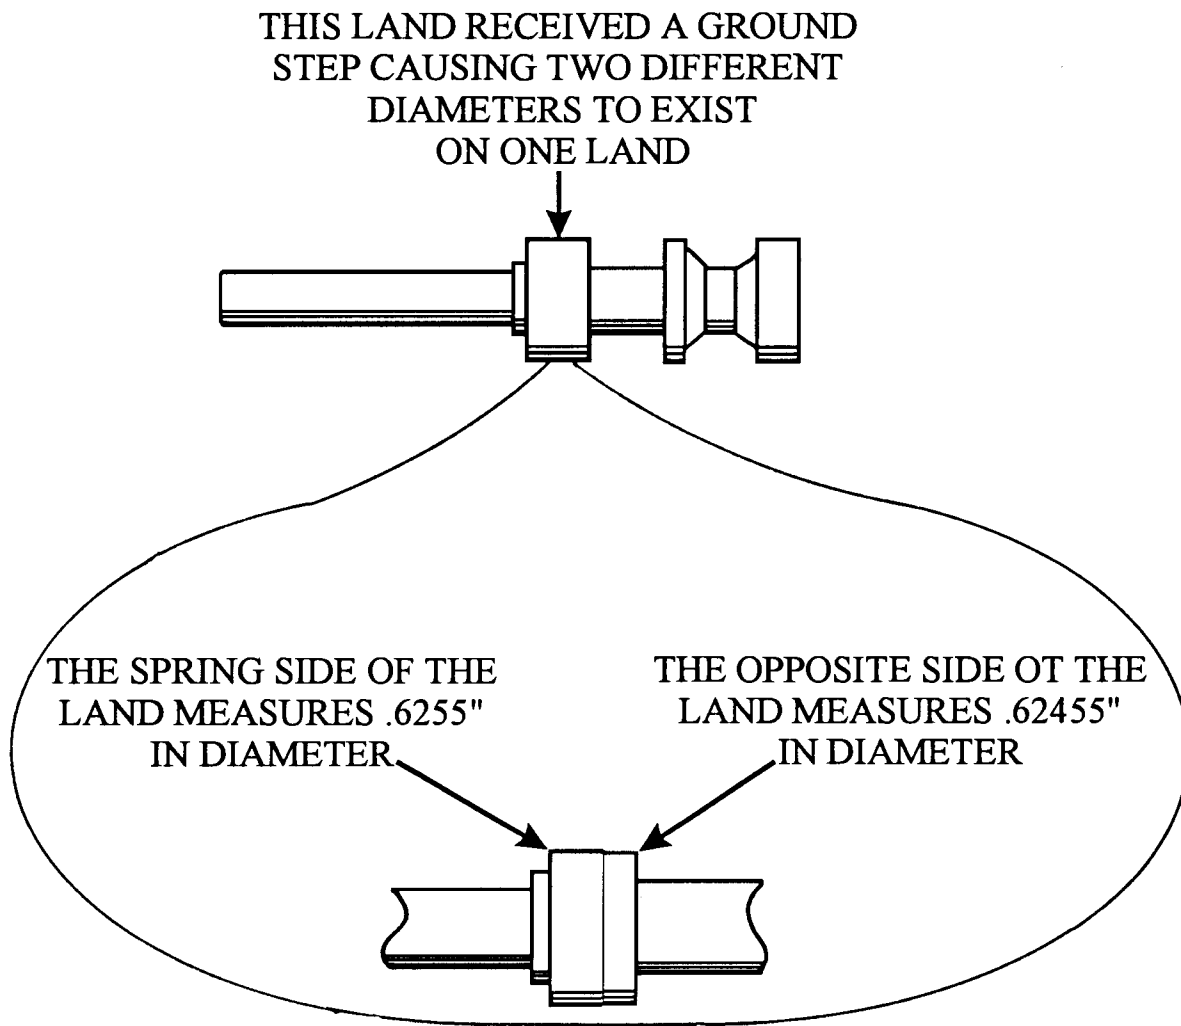 THIS LAND RECEIVED A GROUND
STEP CAUSING TWO DIFFERENT
DIAMETERS TO EXIST
ON ONE LAND
THE SPRING SIDE OF THE
LAND MEASURES .6255"
IN DIAMETER
THE OPPOSITE SIDE OT THE
LAND MEASURES .62455"
IN DIAMETER